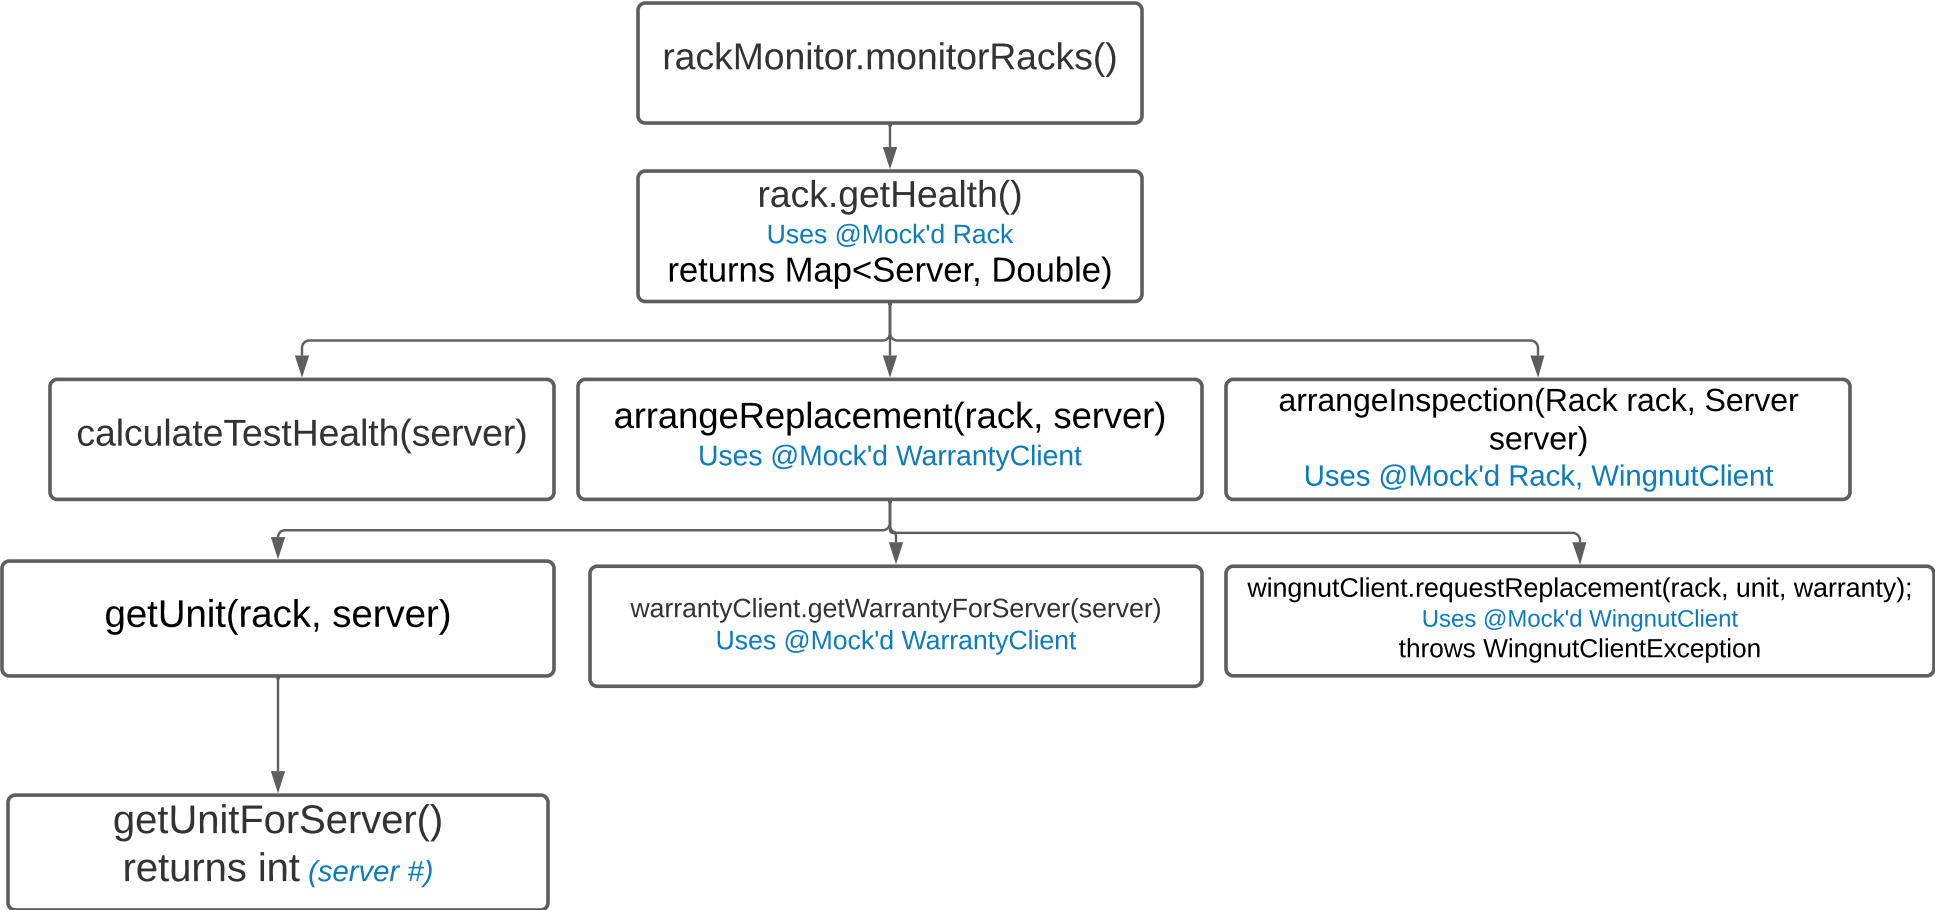 rackMonitor.monitorRacks()
rack.getHealth()
Uses @Mock'd Rack
returns Map<Server, Double)
calculateTestHealth(server)
arrangeReplacement(rack, server)
Uses @Mock'd WarrantyClient
arrangeInspection(Rack rack, Server
server)
Uses @Mock'd Rack, WingnutClient
getUnit(rack, server)
warrantyClient.getWarrantyForServer(server)
Uses @Mock'd WarrantyClient
wingnutClient.requestReplacement(rack, unit, warranty);
Uses @Mock'd WingnutClient
throws WingnutClientException
getUnitForServer()
returns int (server #)